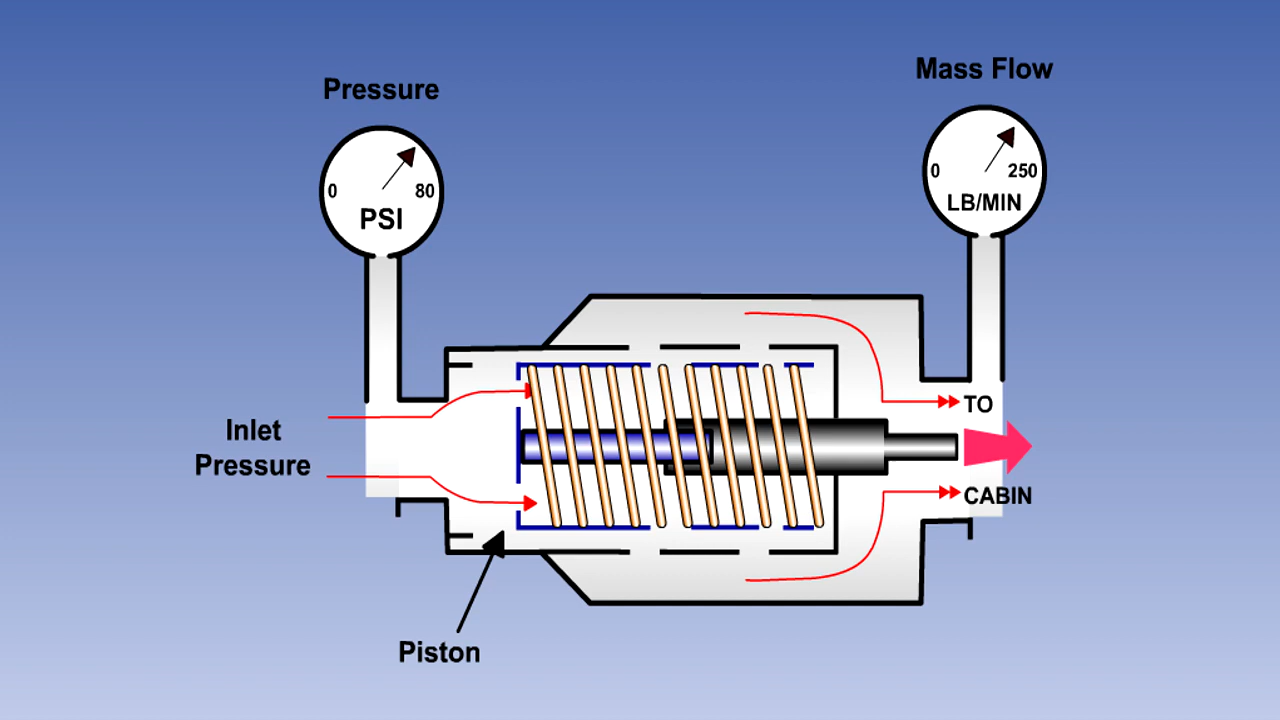 Pressure
Mass Flow
0
80
PSI
0
250
LB/MIN
TO
Inlet
Pressure
CABIN
Piston